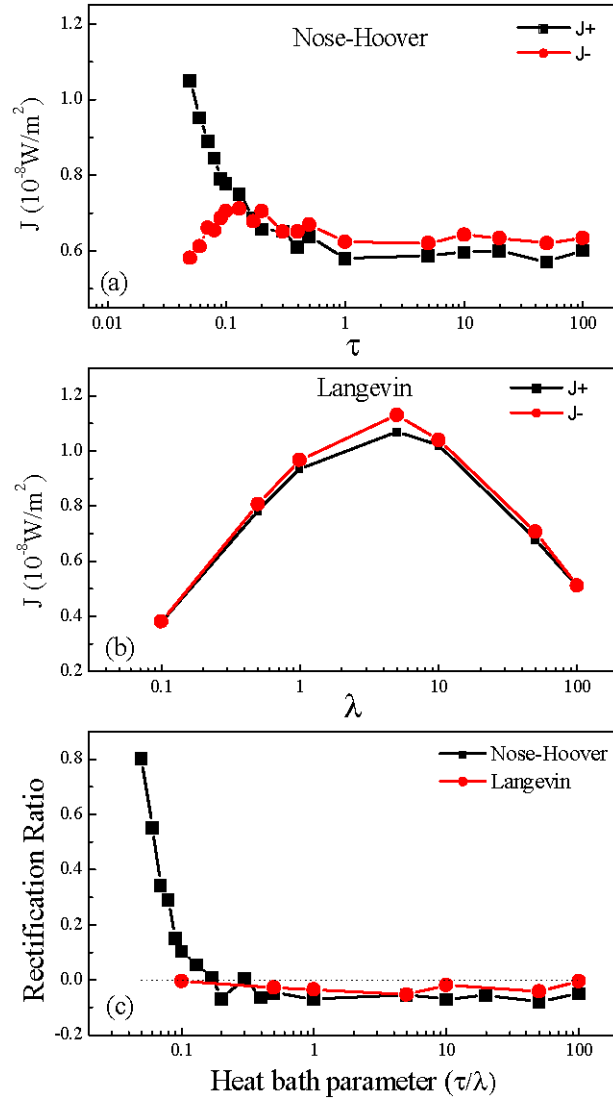 1.2
1.0
0.8
0.6
J (10⁻⁸W/m²)
Nose-Hoover
J+
J-
(a)
0.01
0.1
1
10
100
τ
1.2
1.0
0.8
0.6
0.4
0.2
J (10⁻⁸W/m²)
Langevin
J+
J-
(b)
0.1
1
10
100
λ
0.8
0.6
0.4
0.2
0.0
-0.2
Rectification Ratio
Nose-Hoover
Langevin
(c)
0.1
1
10
100
Heat bath parameter (τ/λ)